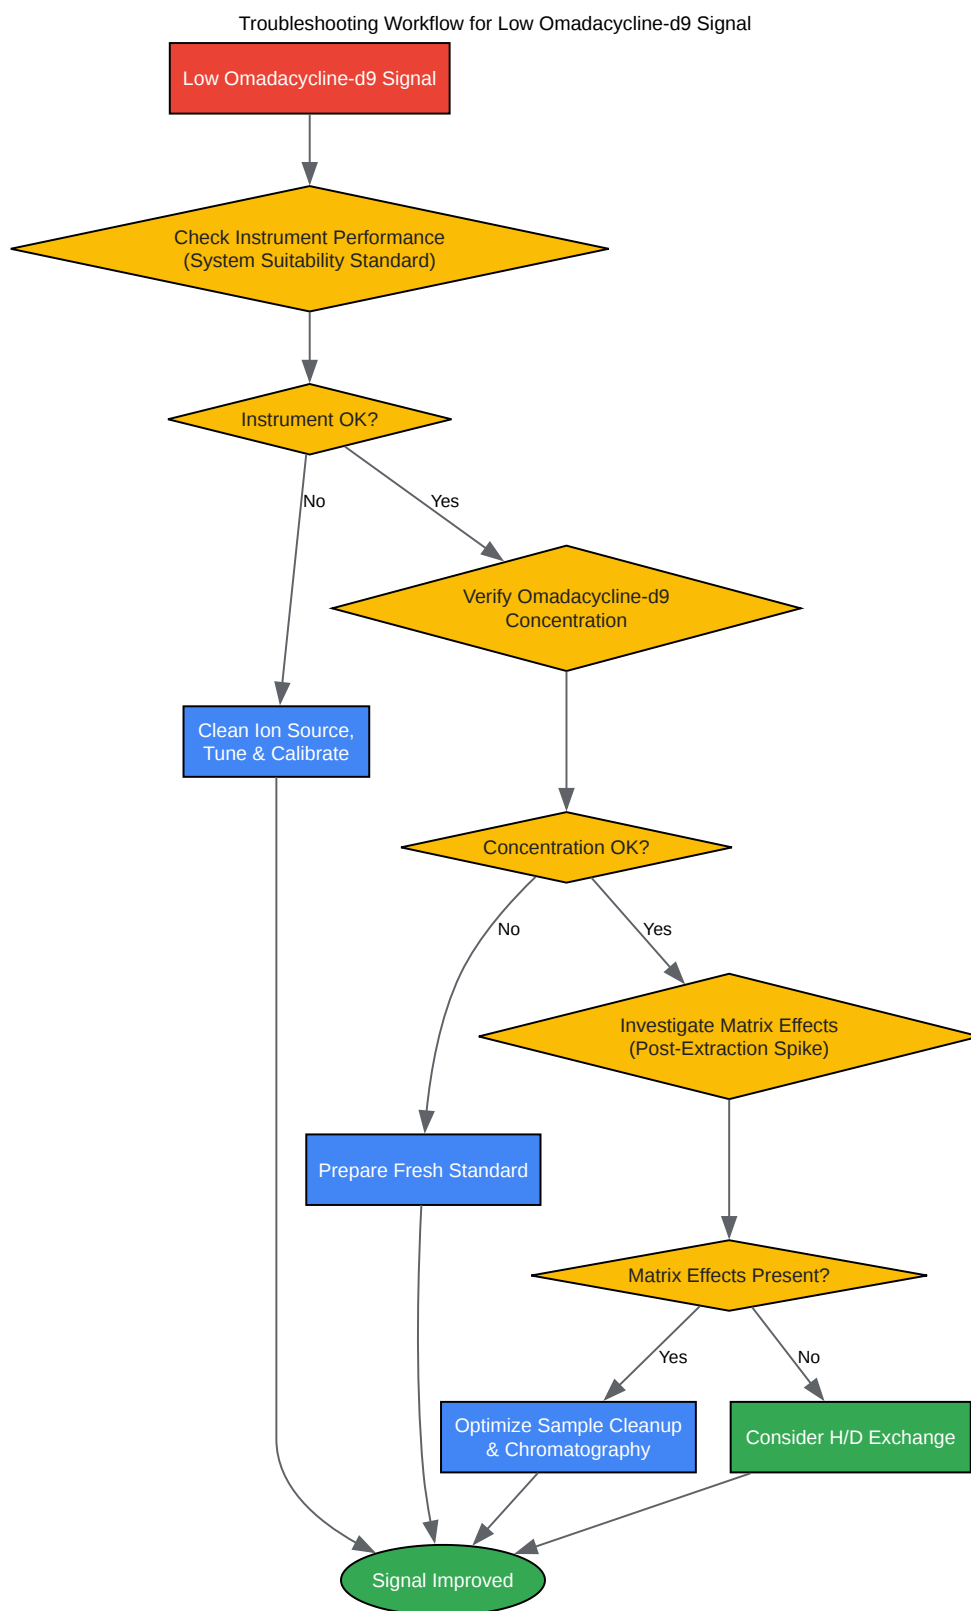 Troubleshooting Workflow for Low Omadacycline-d9 Signal
Low Omadacycline-d9 Signal
Check Instrument Performance
(System Suitability Standard)
Instrument OK?
No
Yes
Verify Omadacycline-d9
Concentration
Clean Ion Source,
Tune & Calibrate
Concentration OK?
No
Yes
Investigate Matrix Effects
(Post-Extraction Spike)
Prepare Fresh Standard
Matrix Effects Present?
Yes
No
Optimize Sample Cleanup
& Chromatography
Consider H/D Exchange
Signal Improved